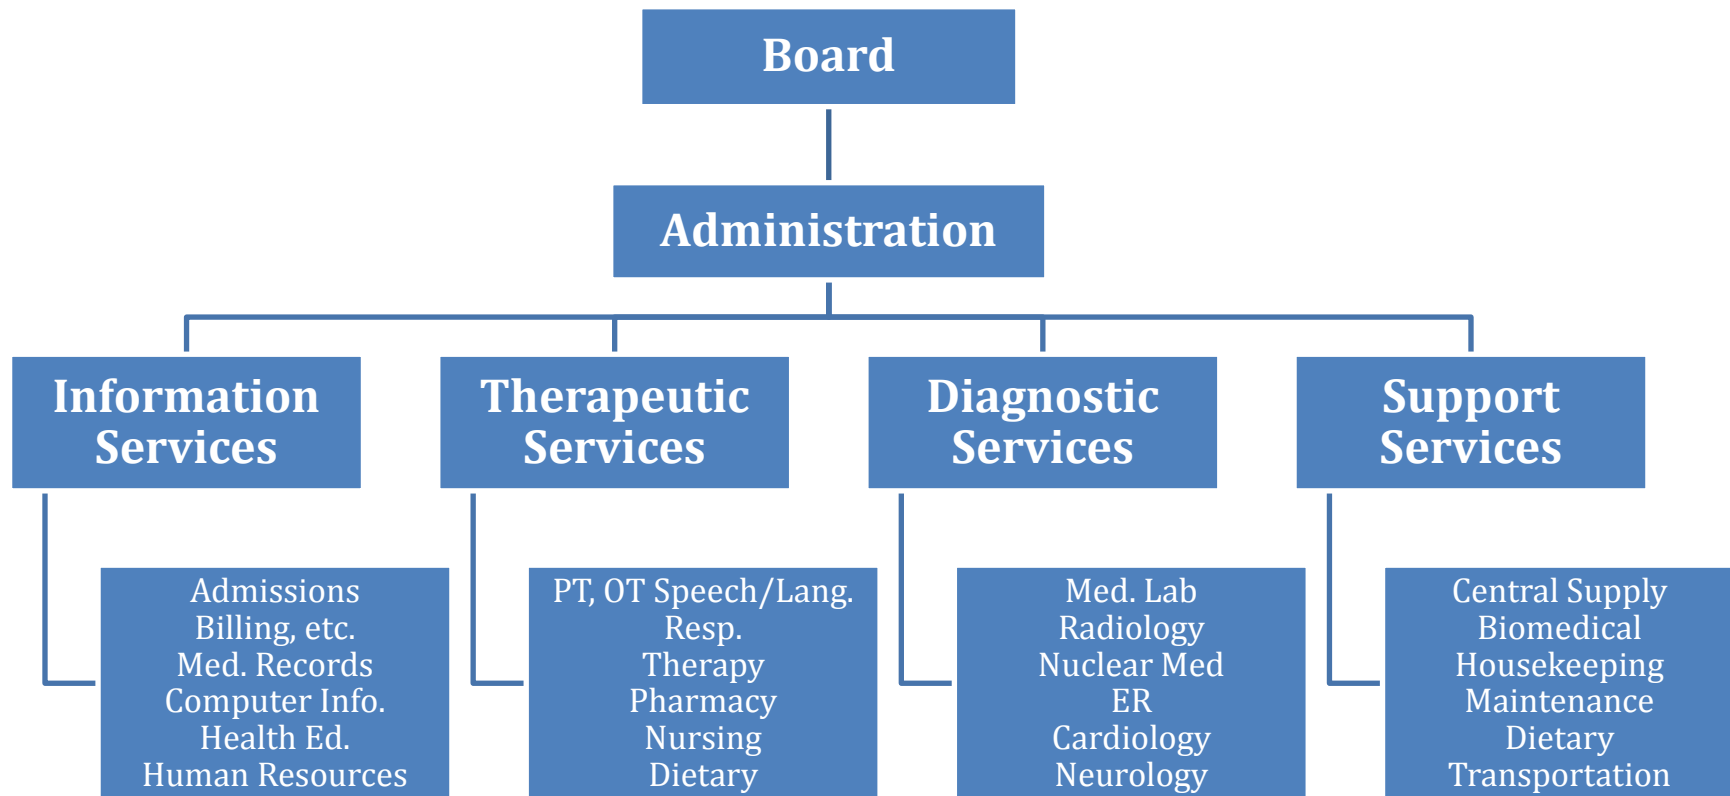 Board
Administration
Information
Services
Therapeutic
Services
Diagnostic
Services
Support
Services
Admissions
Billing, etc.
Med. Records
Computer Info.
Health Ed.
Human Resources
PT, OT Speech/Lang.
Resp.
Therapy
Pharmacy
Nursing
Dietary
Med. Lab
Radiology
Nuclear Med
ER
Cardiology
Neurology
Central Supply
Biomedical
Housekeeping
Maintenance
Dietary
Transportation